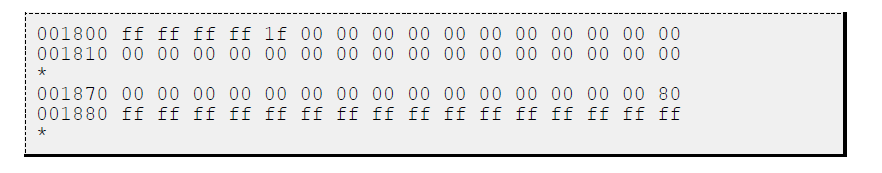 001800 ff ff ff ff 1f 00 00 00 00 00 00 00 00 00 00 00
001810 00 00 00 00 00 00 00 00 00 00 00 00 00 00 00 00
*
001870 00 00 00 00 00 00 00 00 00 00 00 00 00 00 00 80
001880 ff ff ff ff ff ff ff ff ff ff ff ff ff ff ff ff
*